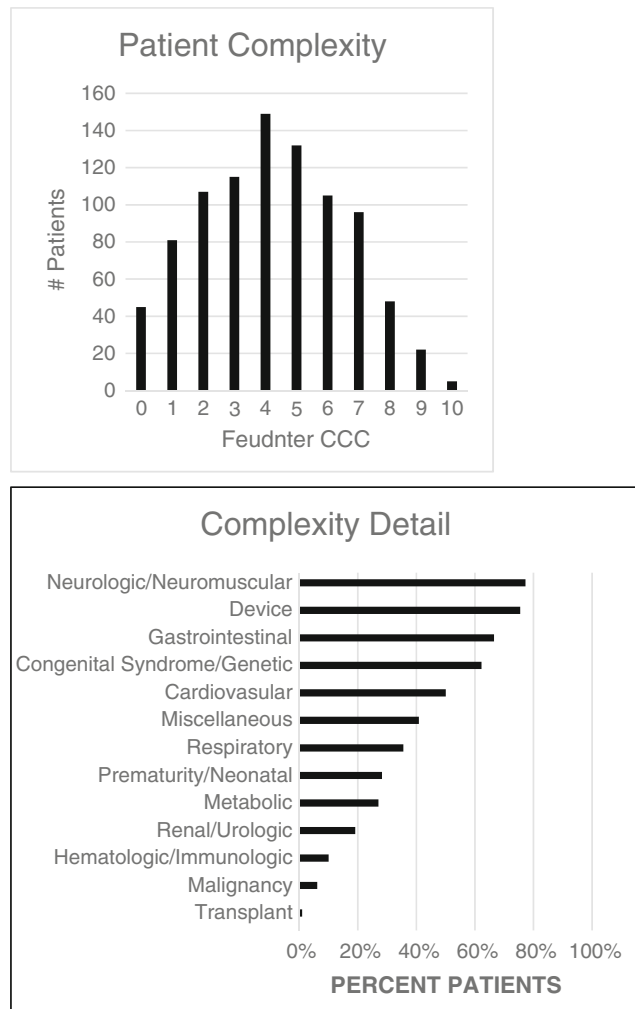 Patient Complexity
160
140
120
100
80
60
40
20
0
# Patients
0 1 2 3 4 5 6 7 8 9 10
Feudnter CCC
Complexity Detail
Neurologic/Neuromuscular
Device
Gastrointestinal
Congenital Syndrome/Genetic
Cardiovasular
Miscellaneous
Respiratory
Prematurity/Neonatal
Metabolic
Renal/Urologic
Hematologic/Immunologic
Malignancy
Transplant
0% 20% 40% 60% 80% 100%
PERCENT PATIENTS